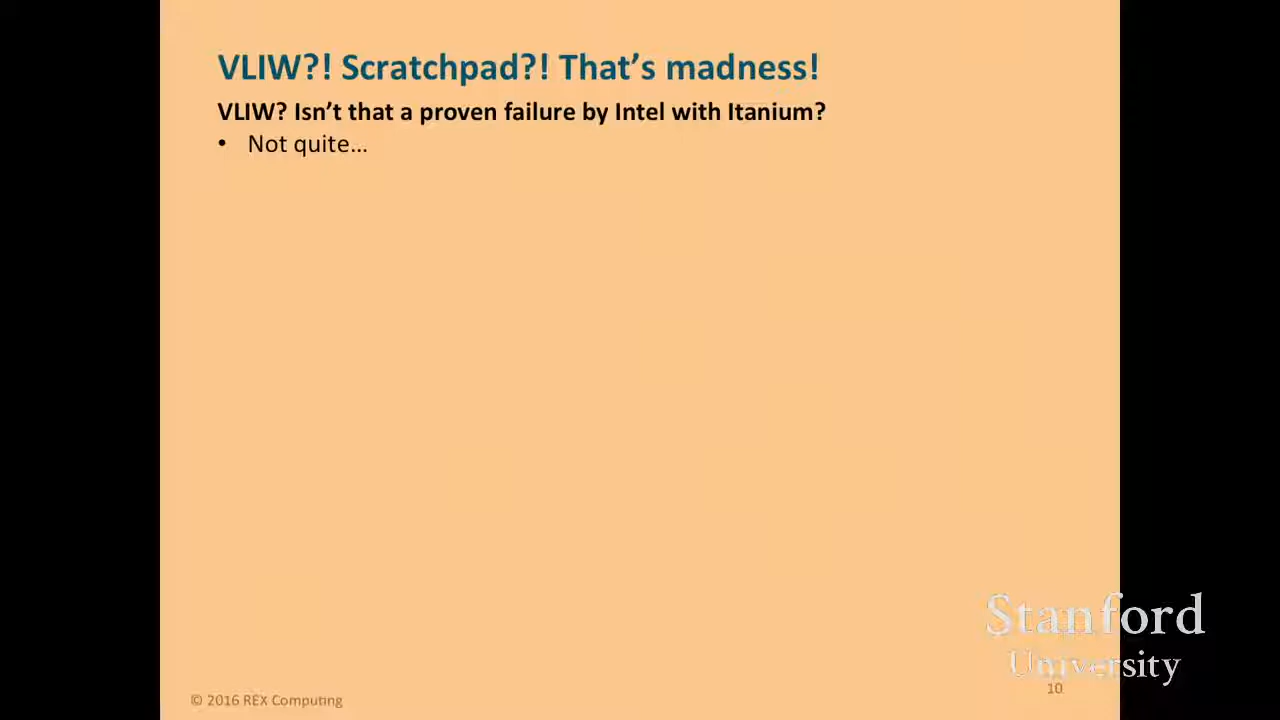 VLIW?! Scratchpad?! That’s madness!
VLIW? Isn’t that a proven failure by Intel with Itanium?
• Not quite…
Stanford
University
10
© 2016 REX Computing